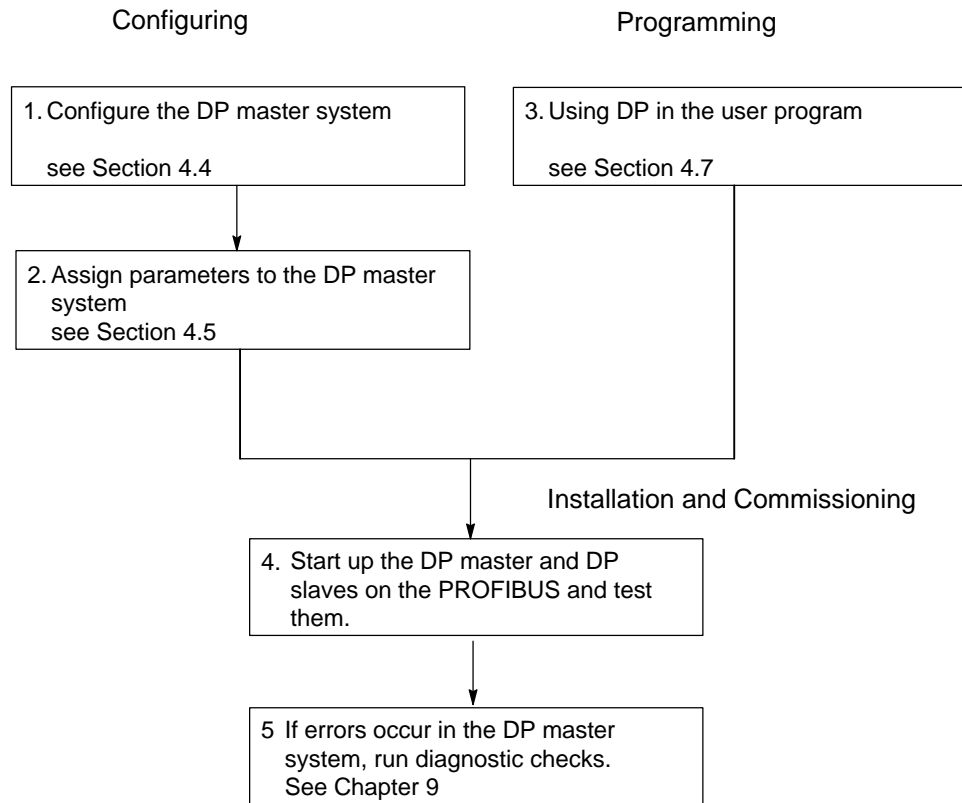 Configuring
Programming
1. Configure the DP master system
see Section 4.4
3. Using DP in the user program
see Section 4.7
2. Assign parameters to the DP master
system
see Section 4.5
Installation and Commissioning
4. Start up the DP master and DP
slaves on the PROFIBUS and test
them.
5 If errors occur in the DP master
system, run diagnostic checks.
See Chapter 9